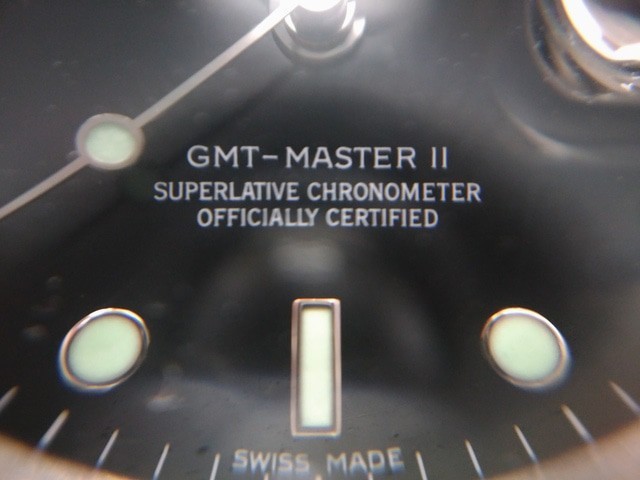 GMT-MASTER II
SUPERLATIVE CHRONOMETER
OFFICIALLY CERTIFIED
SWISS MADE